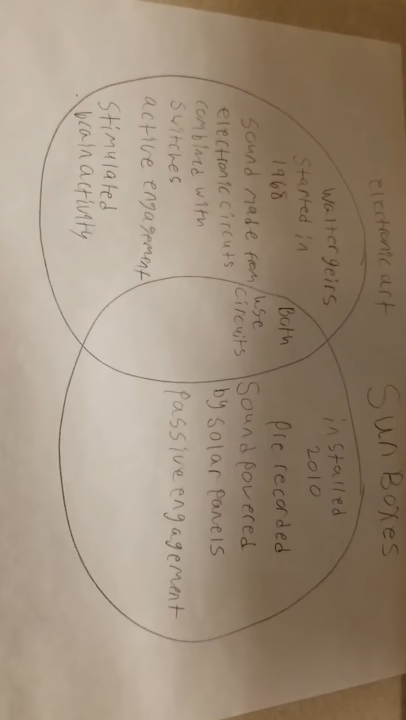 electronic art
Walter geirs
started in
1968
Sound made from
electronic circuits
combined with
switches
active engagement
Stimulated
brain activity
Both
use
circuits
Sun Boxes
installed
2010
Pre recorded
Sound powered
by solar panels
passive engagement